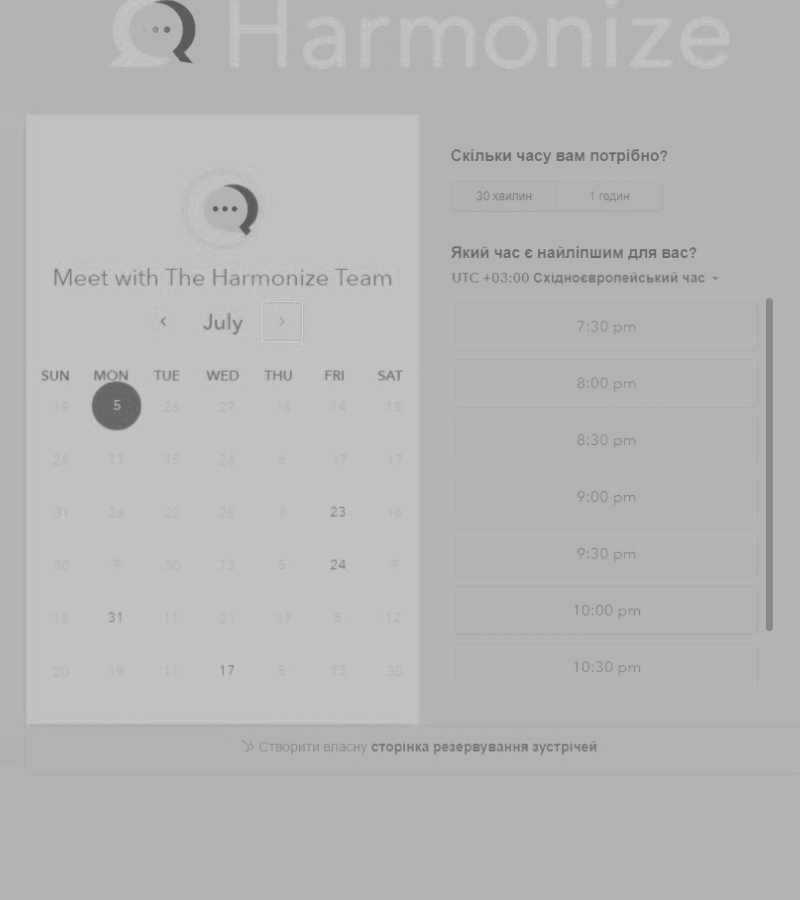 Harmonize
Meet with The Harmonize Team
July
SUN MON TUE WED THU FRI SAT
19 5 26 27 16 14 18
26 13 15 26 6 17 17
31 26 22 25 8 23 16
30 9 30 13 5 24 9
18 31 11 21 17 5 12
20 19 11 17 5 13 30
Скільки часу вам потрібно?
30 хвилин 1 годин
Який час є найліпшим для вас?
UTC +03:00 Східноєвропейський час
7:30 pm
8:00 pm
8:30 pm
9:00 pm
9:30 pm
10:00 pm
10:30 pm
Створити власну сторінка резервування зустрічей